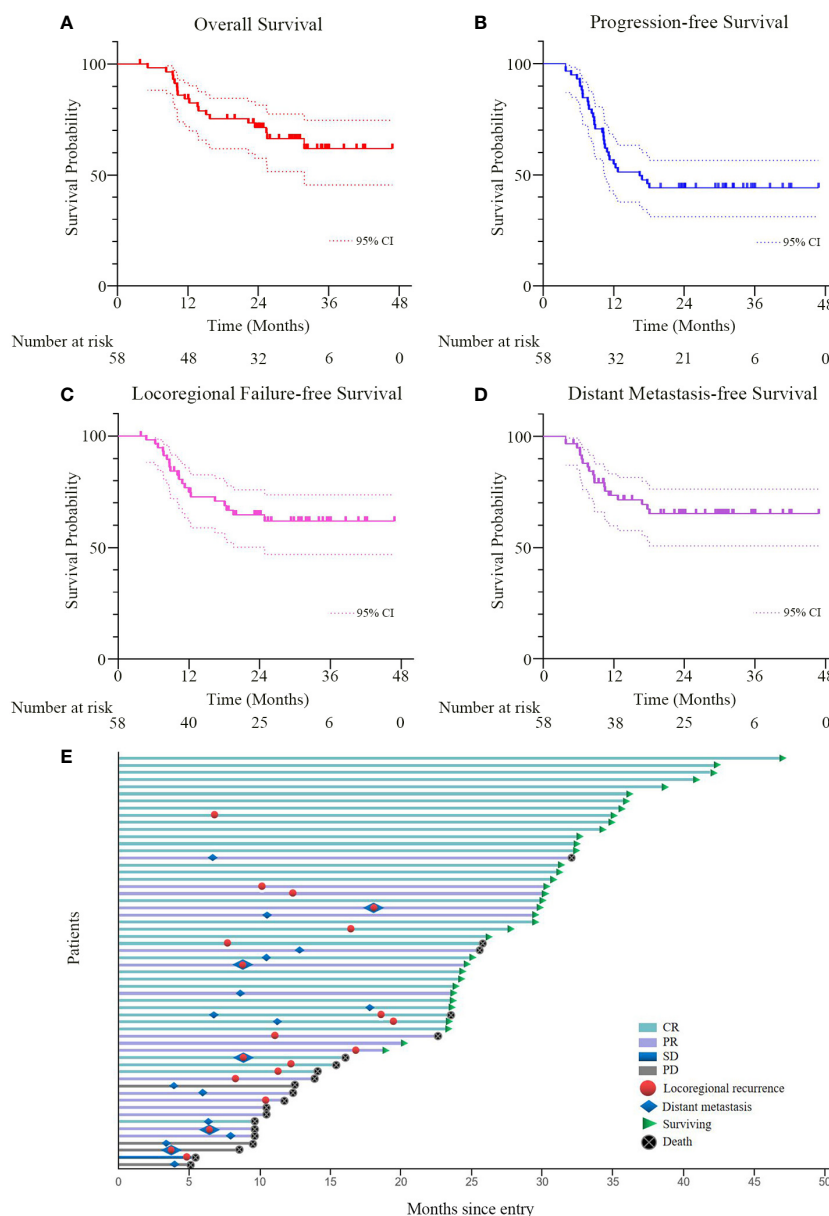 A
Overall Survival
Survival Probability
100
50
0
0 12 24 36 48
Time (Months)
95% CI
Number at risk
58 48 32 6 0
B
Progression-free Survival
Survival Probability
100
50
0
0 12 24 36 48
Time (Months)
95% CI
Number at risk
58 32 21 6 0
C
Locoregional Failure-free Survival
Survival Probability
100
50
0
0 12 24 36 48
Time (Months)
95% CI
Number at risk
58 40 25 6 0
D
Distant Metastasis-free Survival
Survival Probability
100
50
0
0 12 24 36 48
Time (Months)
95% CI
Number at risk
58 38 25 6 0
E
Patients
CR
PR
SD
PD
Locoregional recurrence
Distant metastasis
Surviving
Death
0 5 10 15 20 25 30 35 40 45 50
Months since entry